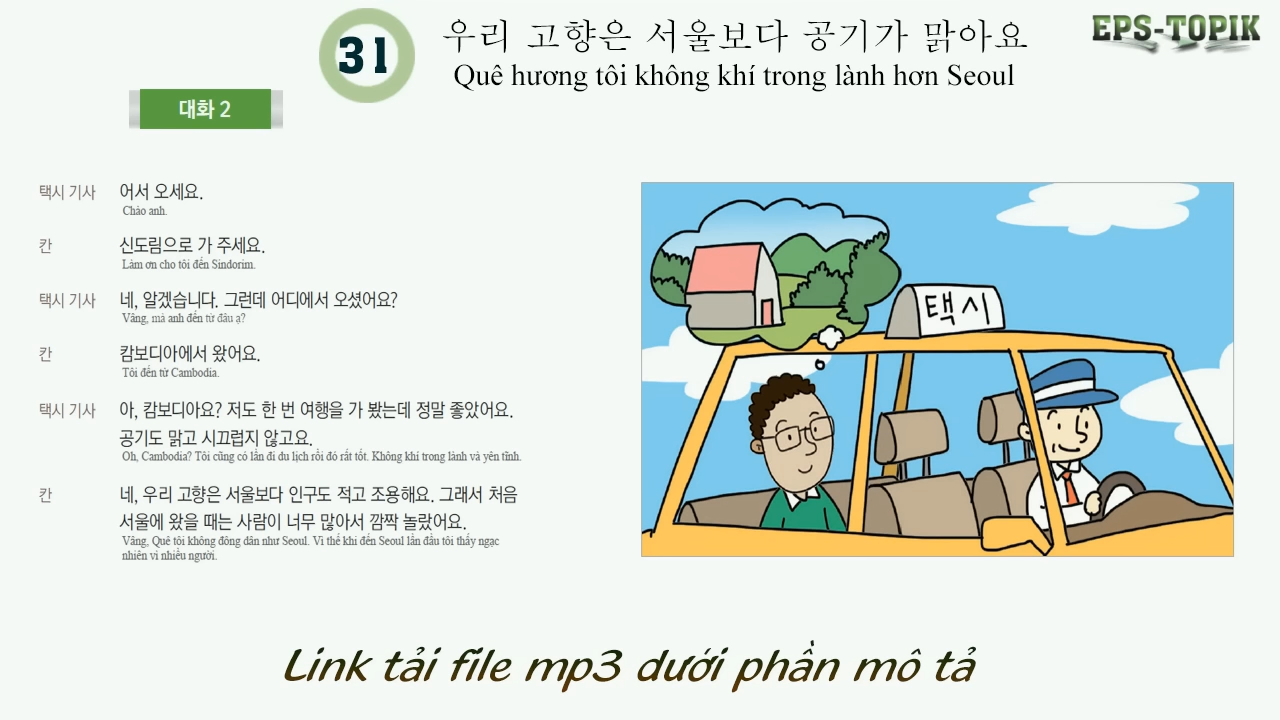 31
우리 고향은 서울보다 공기가 맑아요
Quê hương tôi không khí trong lành hơn Seoul
EPS-TOPIK
대화 2
택시 기사 어서 오세요.
Chào anh.
칸 신도림으로 가 주세요.
Làm ơn cho tôi đến Sindorim.
택시 기사 네, 알겠습니다. 그런데 어디에서 오셨어요?
Vâng, mà anh đến từ đâu ạ?
칸 캄보디아에서 왔어요.
Tôi đến từ Cambodia.
택시 기사 아, 캄보디아요? 저도 한 번 여행을 가 봤는데 정말 좋았어요.
공기도 맑고 시끄럽지 않고요.
Oh, Cambodia? Tôi cũng có lần đi du lịch rồi đó rất tốt. Không khí trong lành và yên tĩnh.
칸 네, 우리 고향은 서울보다 인구도 적고 조용해요. 그래서 처음
서울에 왔을 때는 사람이 너무 많아서 깜짝 놀랐어요.
Vâng, Quê tôi không đông dân như Seoul. Vì thế khi đến Seoul lần đầu tôi thấy ngạc
nhiên vì nhiều người.
택시
Link tải file mp3 dưới phần mô tả